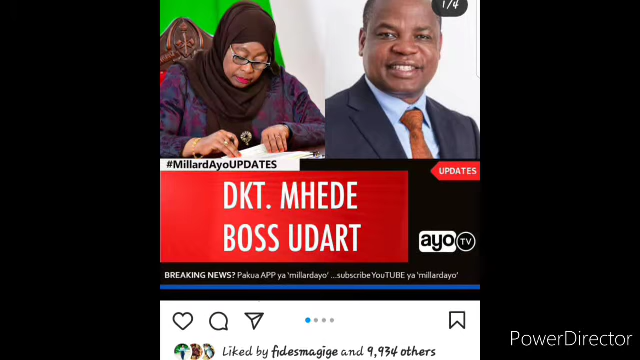 1/4
#MillardAyoUPDATES
UPDATES
DKT. MHEDE
BOSS UDART
ayo TV
BREAKING NEWS? Pakua APP ya 'millardayo' ...subscribe YouTUBE ya 'millardayo'
Liked by fidesmagige and 9,934 others
PowerDirector